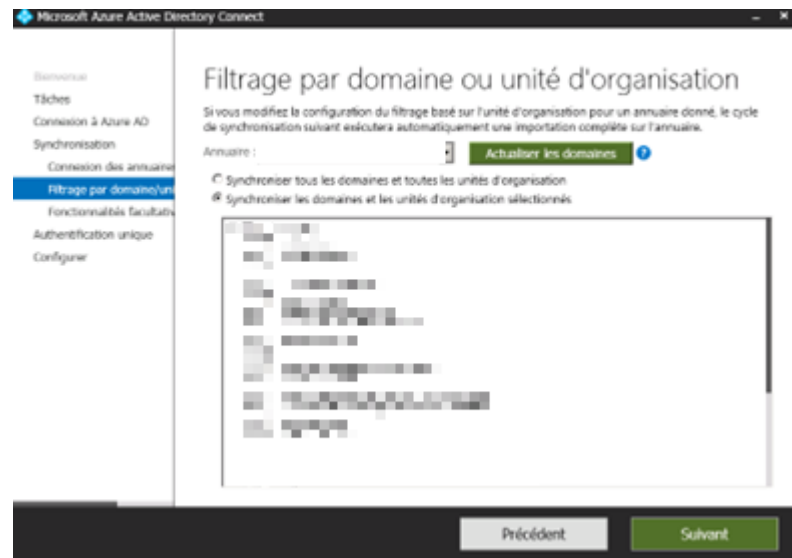 Microsoft Azure Active Directory Connect
Bienvenue
Tâches
Connexion à Azure AD
Synchronisation
Connexion des annuaires
Filtrage par domaine/uni
Fonctionnalités facultativ
Authentification unique
Configurer
Filtrage par domaine ou unité d'organisation
Si vous modifiez la configuration du filtrage basé sur l'unité d'organisation pour un annuaire donné, le cycle
de synchronisation suivant exécutera automatiquement une importation complète sur l'annuaire.
Annuaire :
Actualiser les domaines
?
Synchroniser tous les domaines et toutes les unités d'organisation
Synchroniser les domaines et les unités d'organisation sélectionnés
Précédent
Suivant